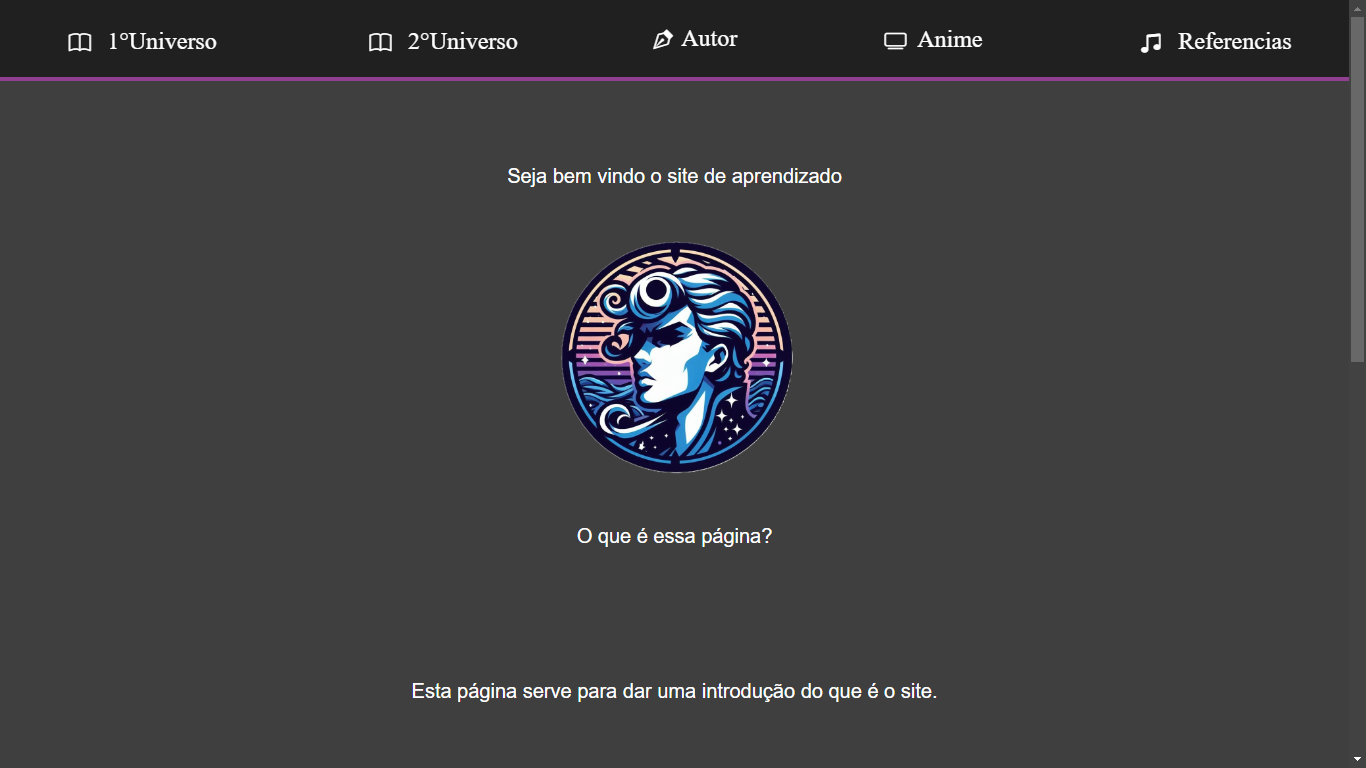 1°Universo
2°Universo
Autor
Anime
Referencias
Seja bem vindo o site de aprendizado
O que é essa página?
Esta página serve para dar uma introdução do que é o site.